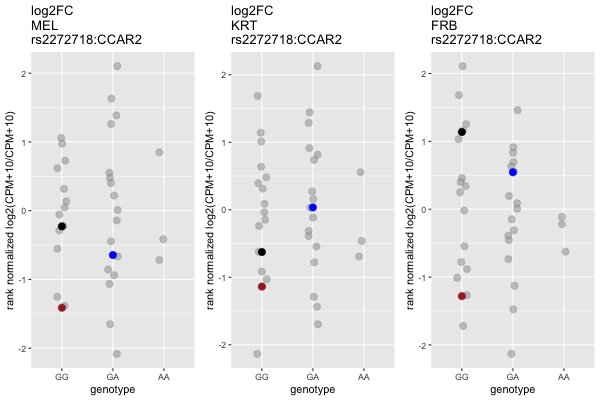 log2FC
MEL
rs2272718:CCAR2
rank normalized log2(CPM+10/CPM+10)
2
1
0
-1
-2
GG
GA
AA
genotype
log2FC
KRT
rs2272718:CCAR2
rank normalized log2(CPM+10/CPM+10)
2
1
0
-1
-2
GG
GA
AA
genotype
log2FC
FRB
rs2272718:CCAR2
rank normalized log2(CPM+10/CPM+10)
2
1
0
-1
-2
GG
GA
AA
genotype